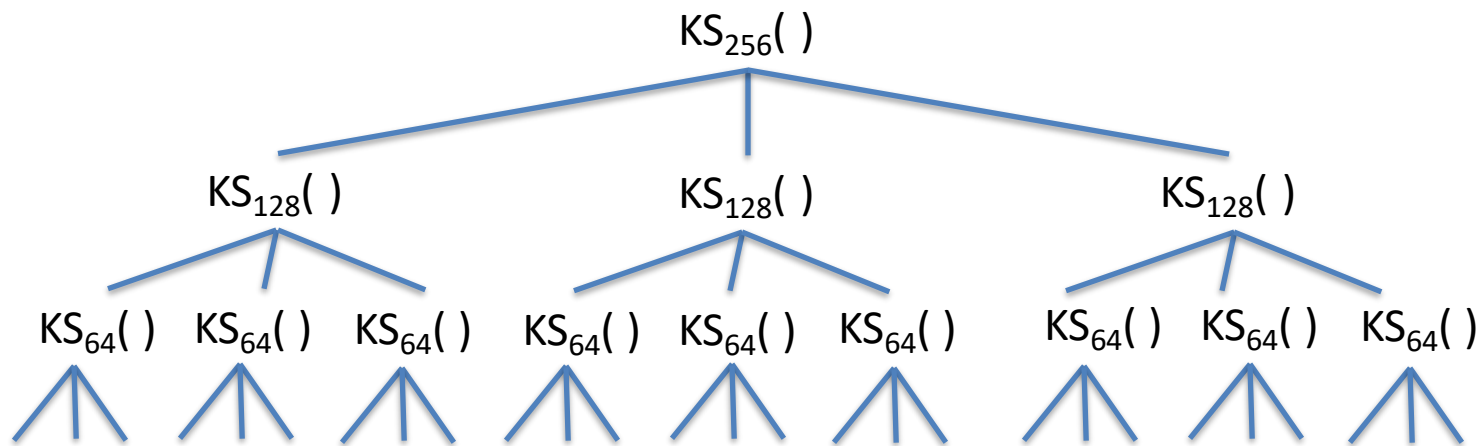 KS₂₅₆( )
KS₁₂₈( ) KS₁₂₈( ) KS₁₂₈( )
KS₆₄( ) KS₆₄( ) KS₆₄( ) KS₆₄( ) KS₆₄( ) KS₆₄( ) KS₆₄( ) KS₆₄( ) KS₆₄( )